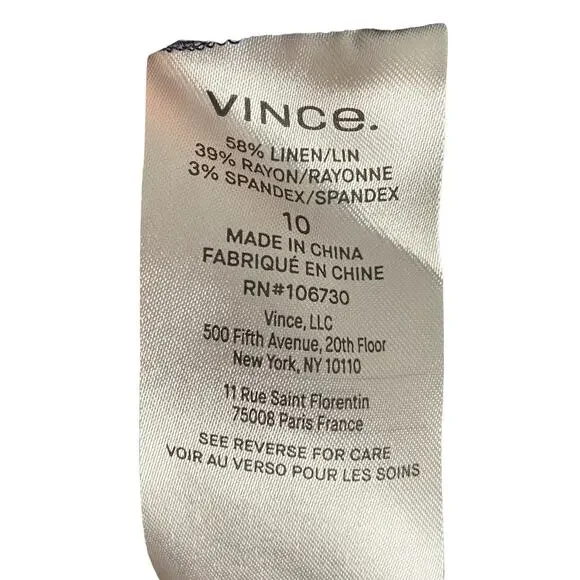 VINCE.
58% LINEN/LIN
39% RAYON/RAYONNE
3% SPANDEX/SPANDEX
10
MADE IN CHINA
FABRIQUÉ EN CHINE
RN#106730
Vince, LLC
500 Fifth Avenue, 20th Floor
New York, NY 10110
11 Rue Saint Florentin
75008 Paris France
SEE REVERSE FOR CARE
VOIR AU VERSO POUR LES SOINS